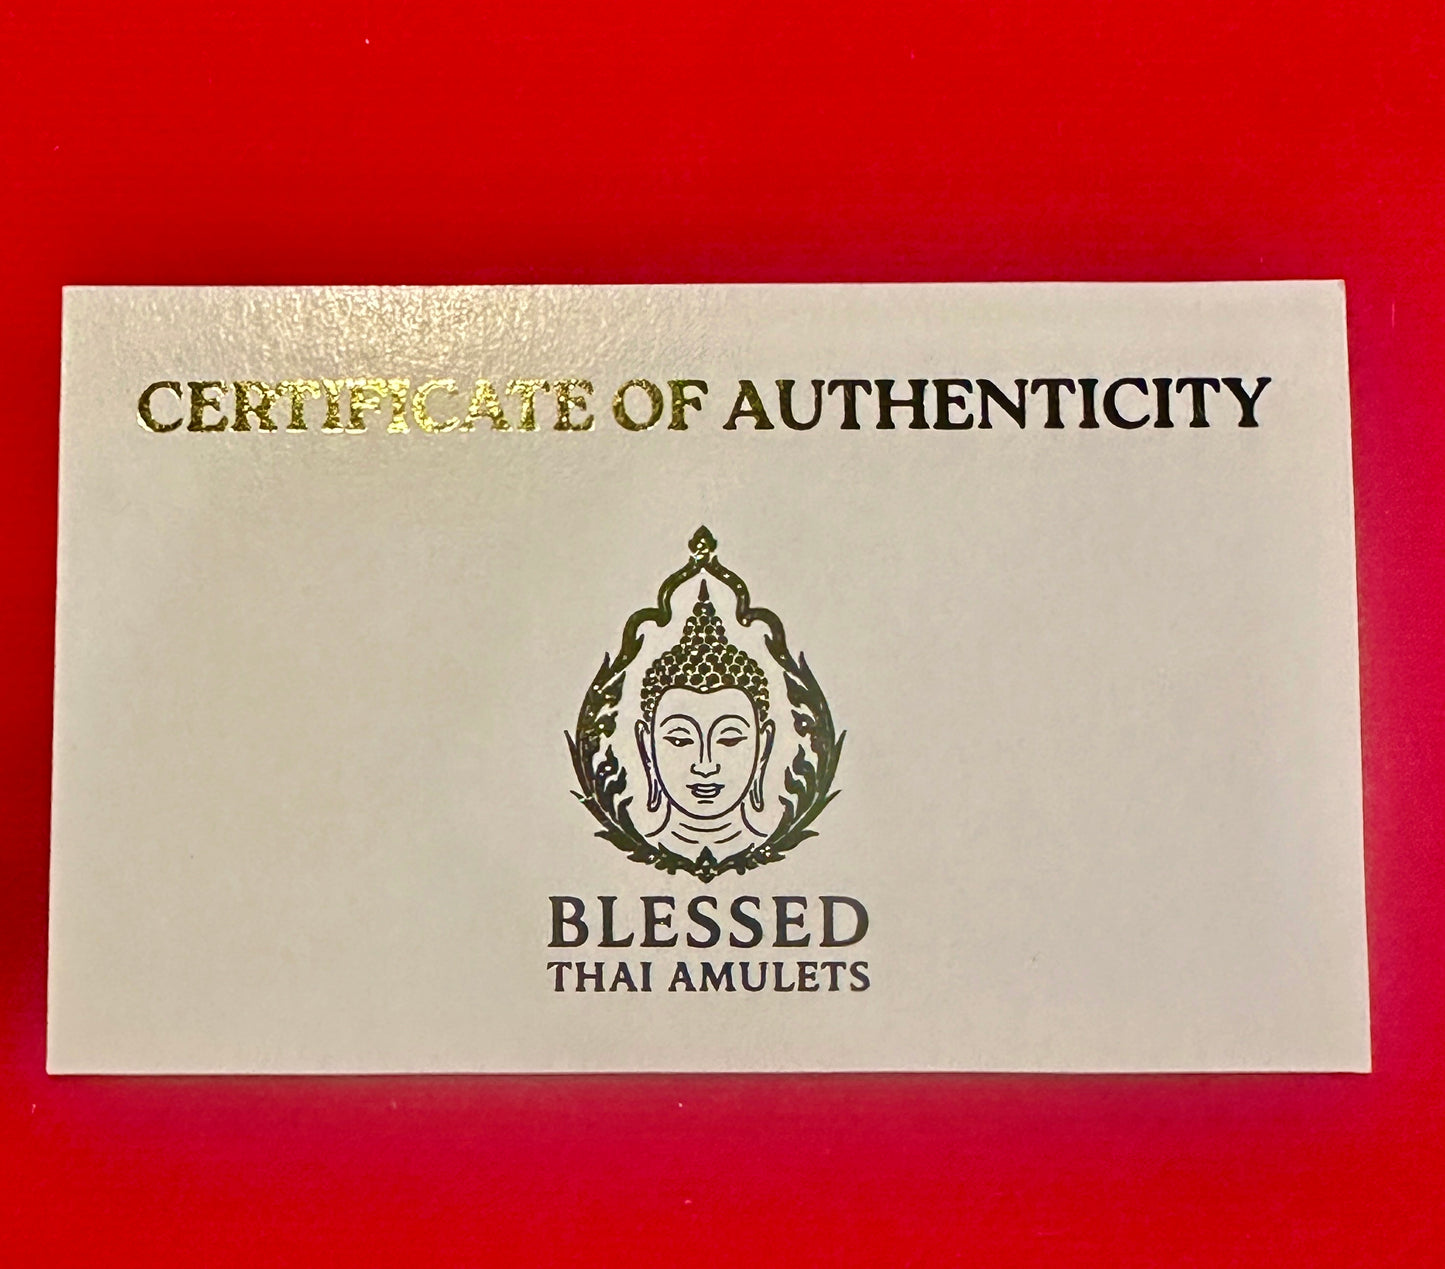 CERTIFICATE OF AUTHENTICITY
BLESSED
THAI AMULETS